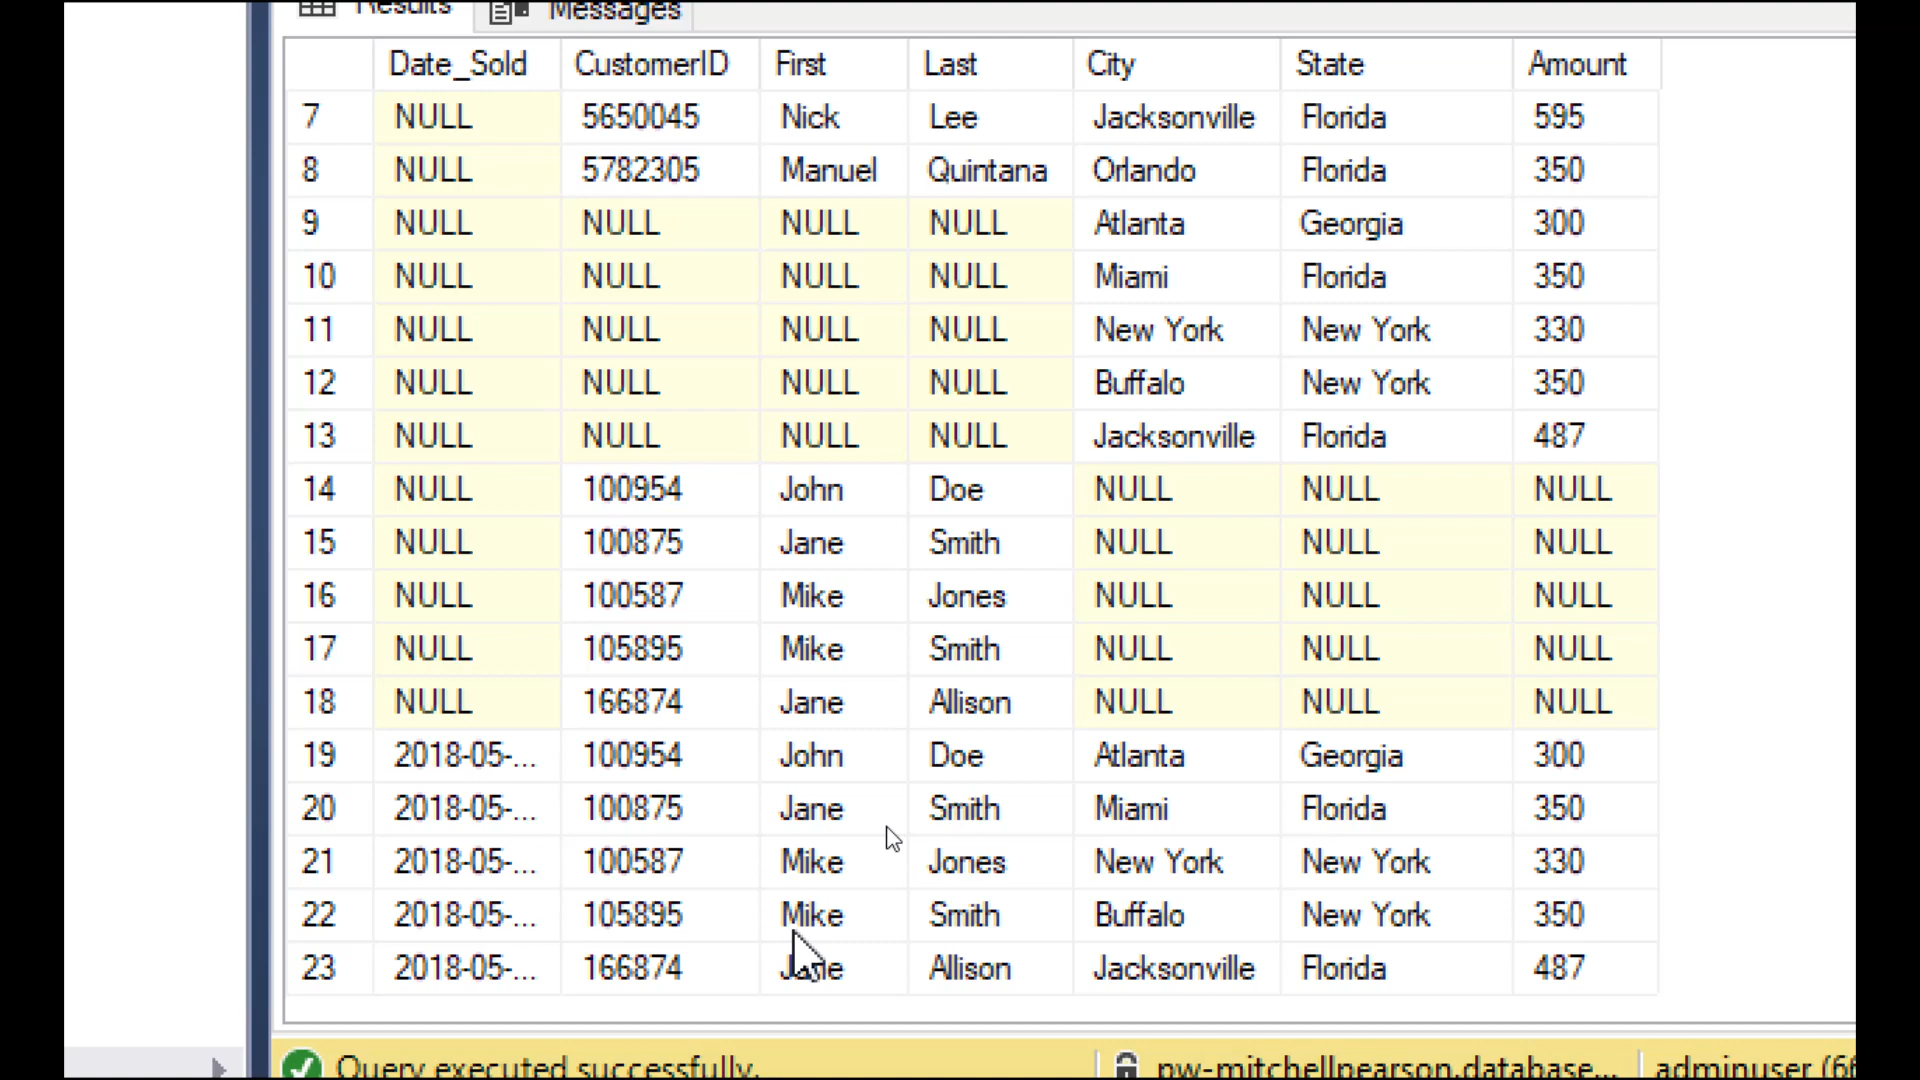 Results Messages
Date_Sold CustomerID First Last City State Amount
7 NULL 5650045 Nick Lee Jacksonville Florida 595
8 NULL 5782305 Manuel Quintana Orlando Florida 350
9 NULL NULL NULL NULL Atlanta Georgia 300
10 NULL NULL NULL NULL Miami Florida 350
11 NULL NULL NULL NULL New York New York 330
12 NULL NULL NULL NULL Buffalo New York 350
13 NULL NULL NULL NULL Jacksonville Florida 487
14 NULL 100954 John Doe NULL NULL NULL
15 NULL 100875 Jane Smith NULL NULL NULL
16 NULL 100587 Mike Jones NULL NULL NULL
17 NULL 105895 Mike Smith NULL NULL NULL
18 NULL 166874 Jane Allison NULL NULL NULL
19 2018-05-... 100954 John Doe Atlanta Georgia 300
20 2018-05-... 100875 Jane Smith Miami Florida 350
21 2018-05-... 100587 Mike Jones New York New York 330
22 2018-05-... 105895 Mike Smith Buffalo New York 350
23 2018-05-... 166874 Jane Allison Jacksonville Florida 487
Query executed successfully. pw-mitchellpearson.database... adminuser (66